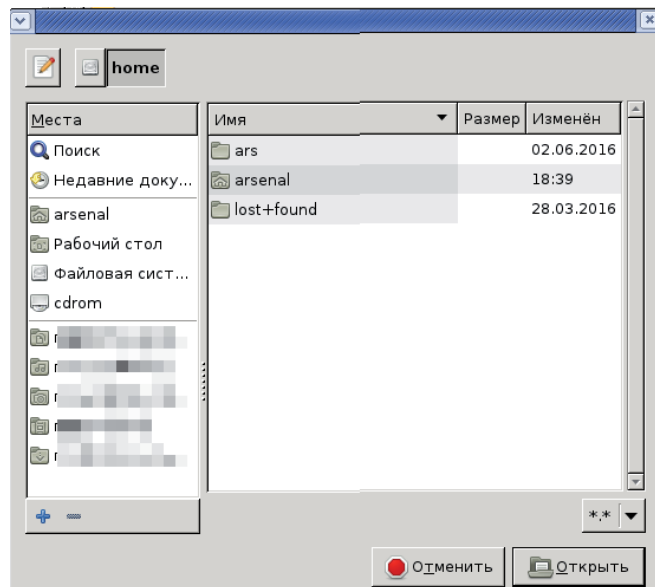 home
Места
Имя Размер Изменён
Поиск
Недавние доку...
arsenal
Рабочий стол
Файловая сист...
cdrom
ars 02.06.2016
arsenal 18:39
lost+found 28.03.2016
*.*
Отменить Открыть